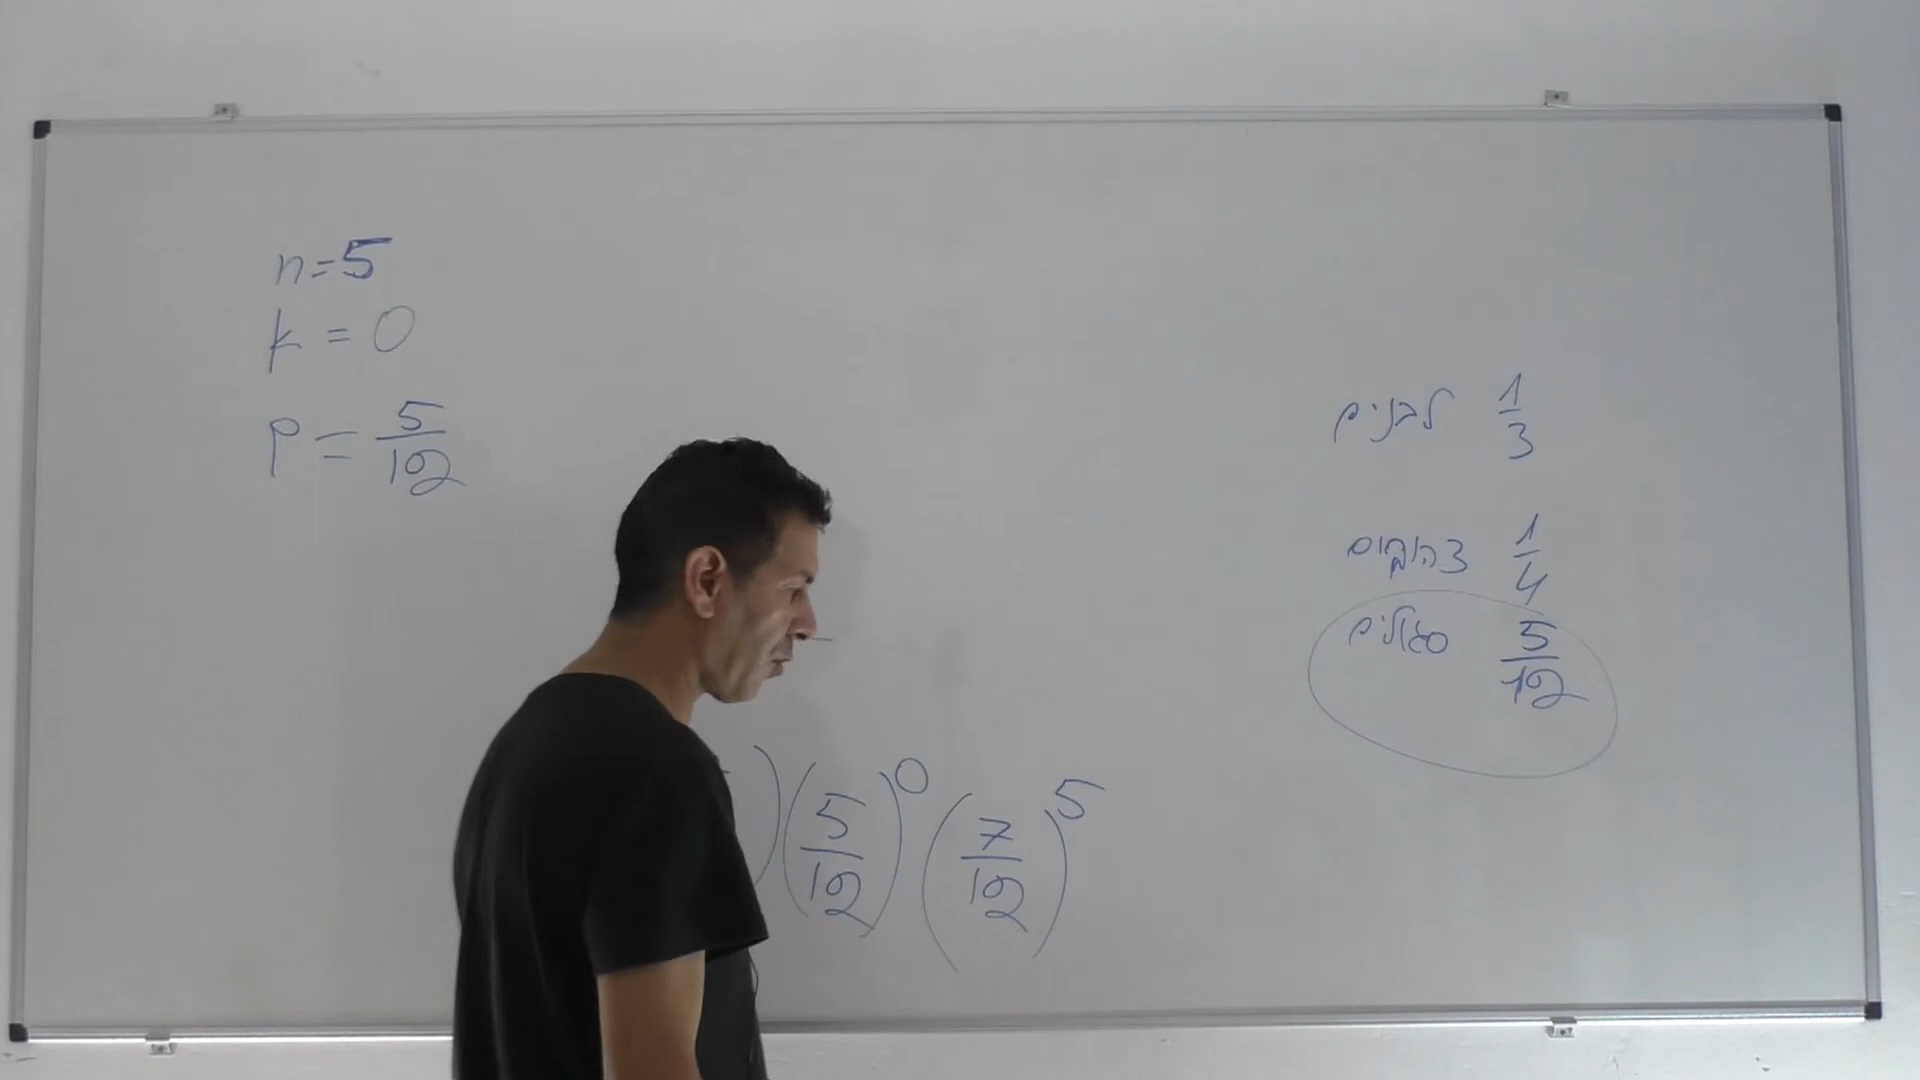 n=5
k = 0
p = 5/12
לבנים 1/3
צהובים 1/4
סגולים 5/12
)(5/12)^0 (7/12)^5